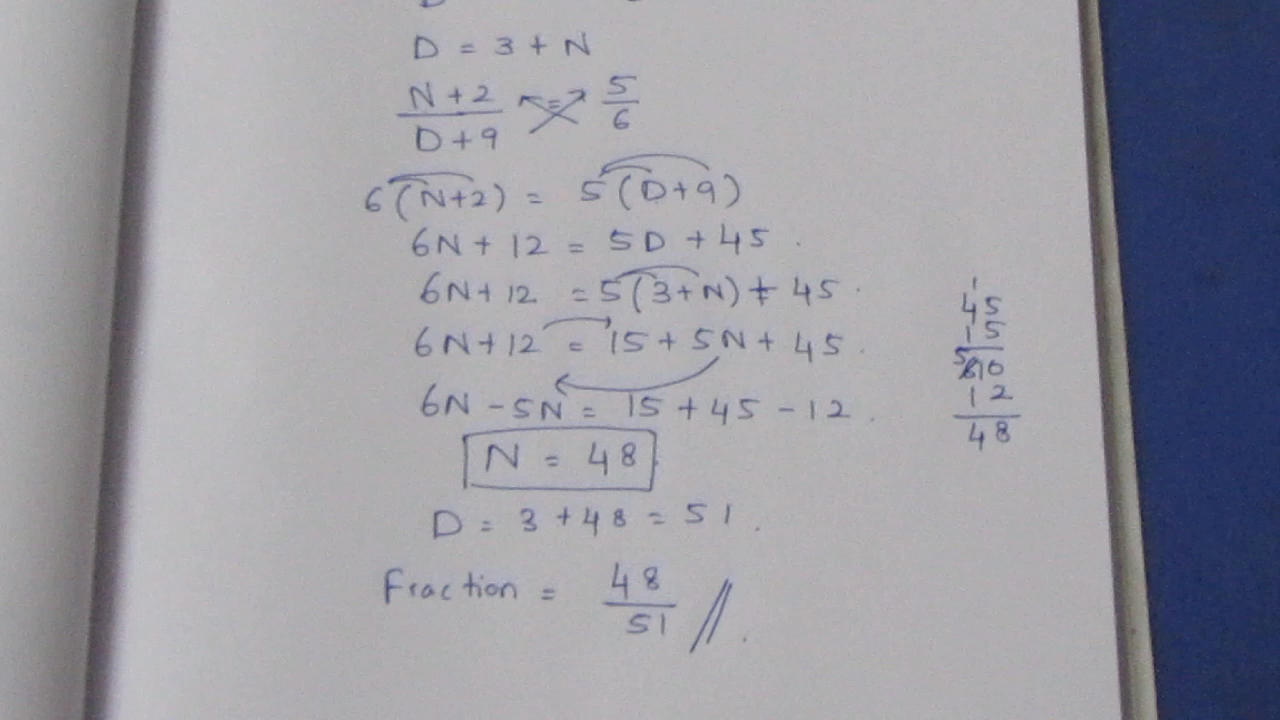 D = 3 + N
N + 2 / D + 9 = 5 / 6
6 (N+2) = 5 (D+9)
6N + 12 = 5D + 45 .
6N + 12 = 5 (3+N) + 45 .
6N + 12 = 15 + 5N + 45 .
6N - 5N = 15 + 45 - 12 .
N = 48
D = 3 + 48 = 51 .
Fraction = 48 / 51 // .
1
45
15
5
60
12
48